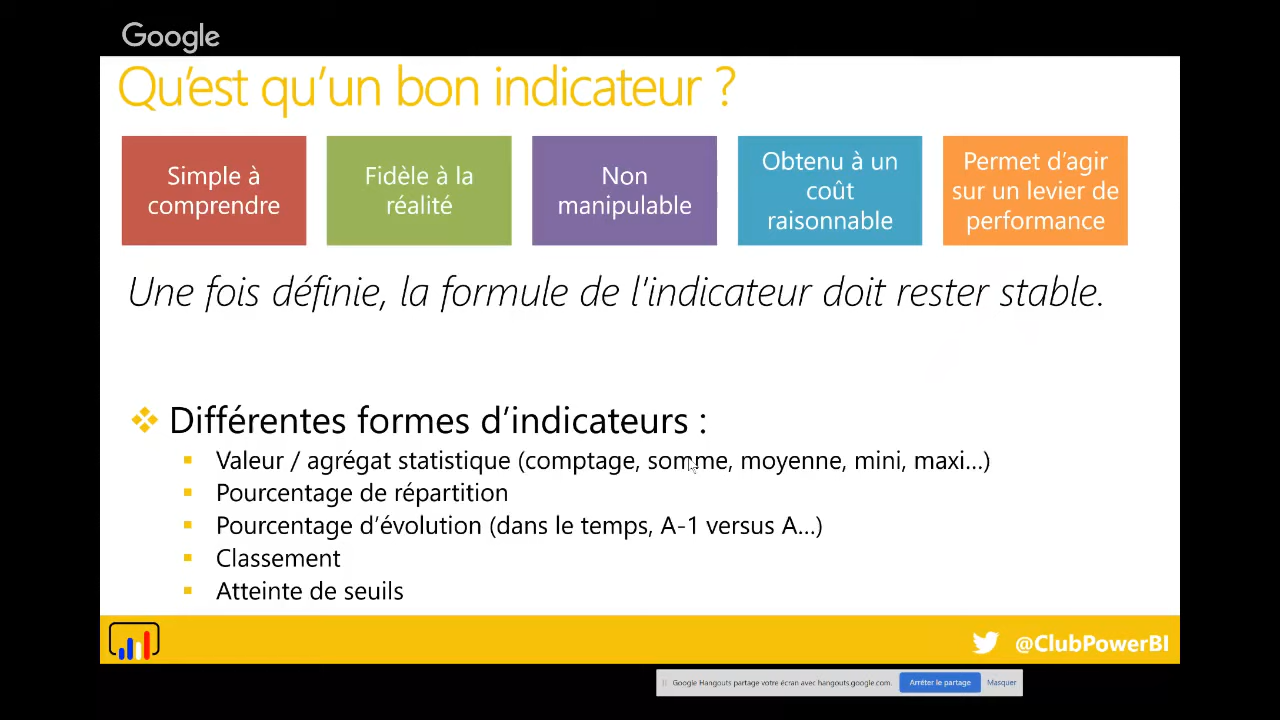 Google
Qu'est qu'un bon indicateur ?
Simple à
comprendre
Fidèle à la
réalité
Non
manipulable
Obtenu à un
coût
raisonnable
Permet d'agir
sur un levier de
performance
Une fois définie, la formule de l'indicateur doit rester stable.
Différentes formes d'indicateurs :
Valeur / agrégat statistique (comptage, somme, moyenne, mini, maxi...)
Pourcentage de répartition
Pourcentage d'évolution (dans le temps, A-1 versus A...)
Classement
Atteinte de seuils
@ClubPowerBI
Google Hangouts partage votre écran avec hangouts.google.com.
Arrêter le partage
Masquer